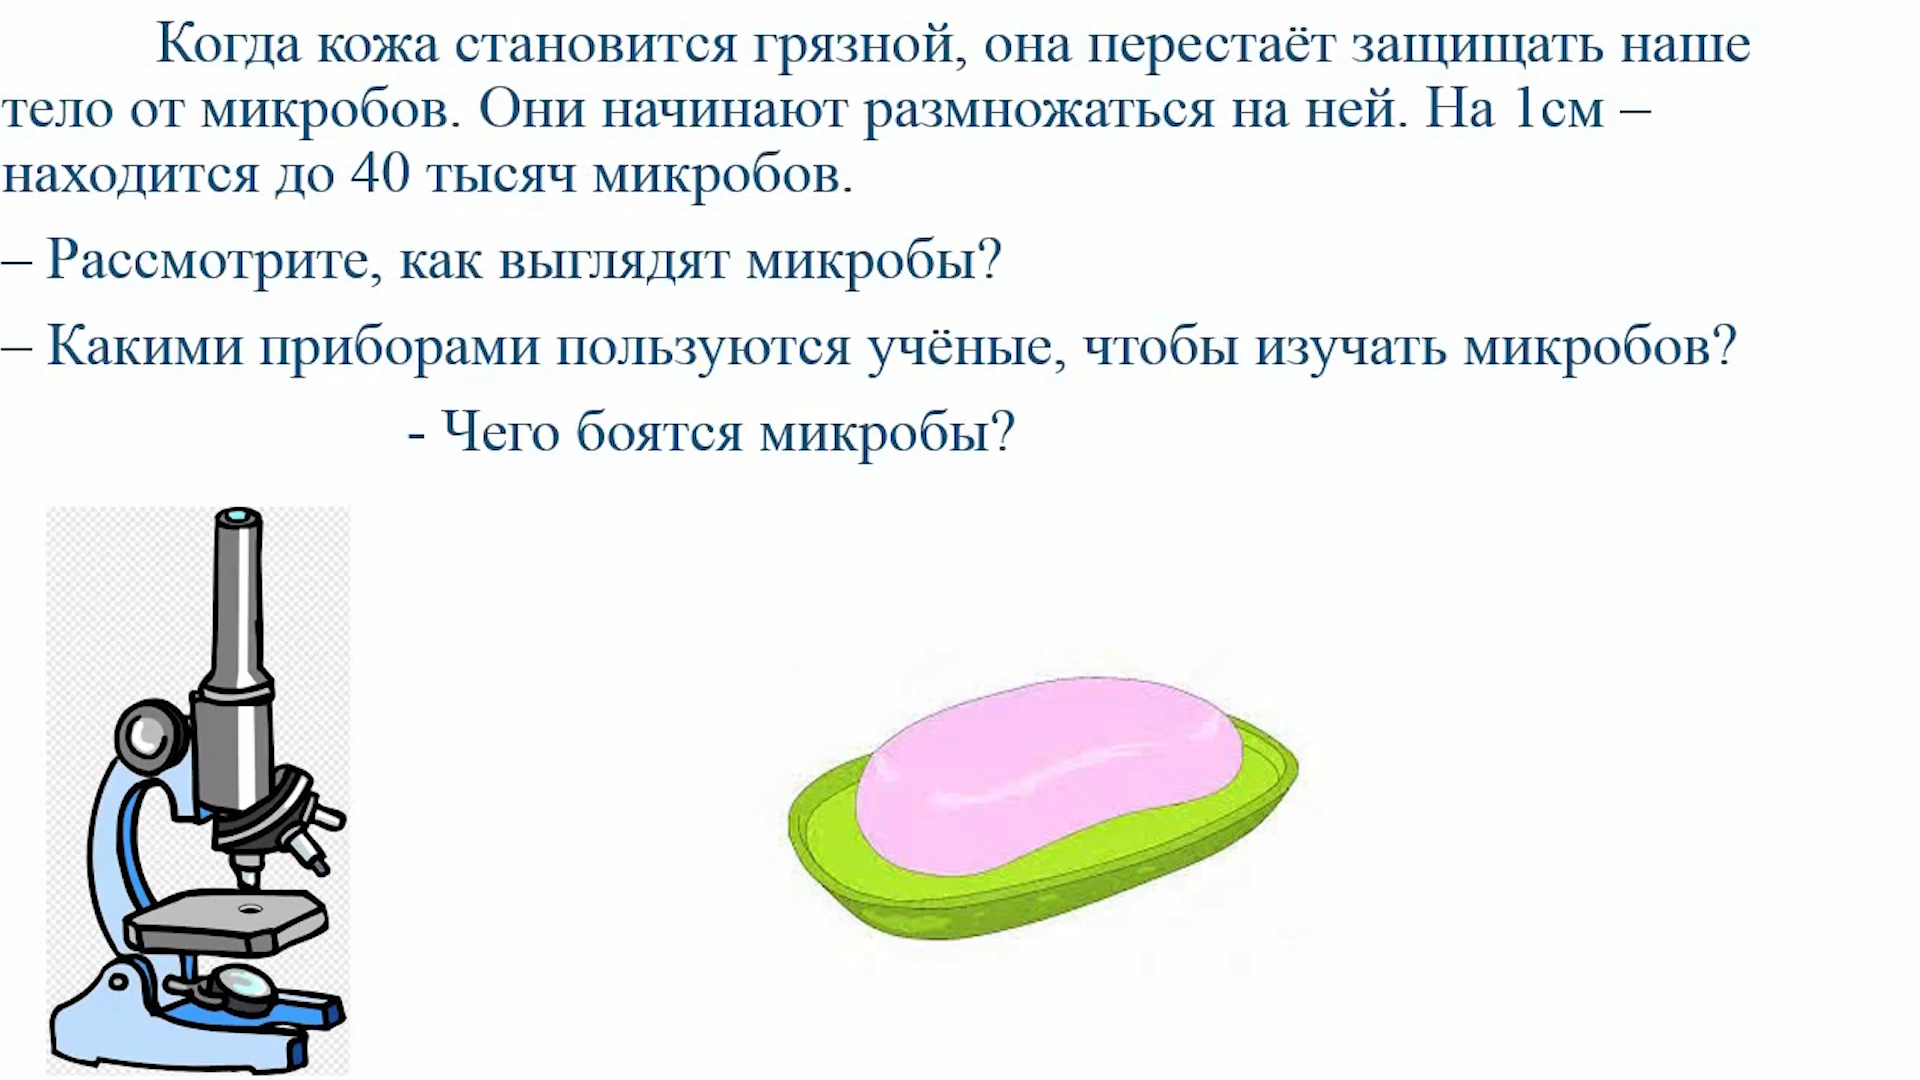 Когда кожа становится грязной, она перестаёт защищать наше
тело от микробов. Они начинают размножаться на ней. На 1см –
находится до 40 тысяч микробов.
– Рассмотрите, как выглядят микробы?
– Какими приборами пользуются учёные, чтобы изучать микробов?
- Чего боятся микробы?